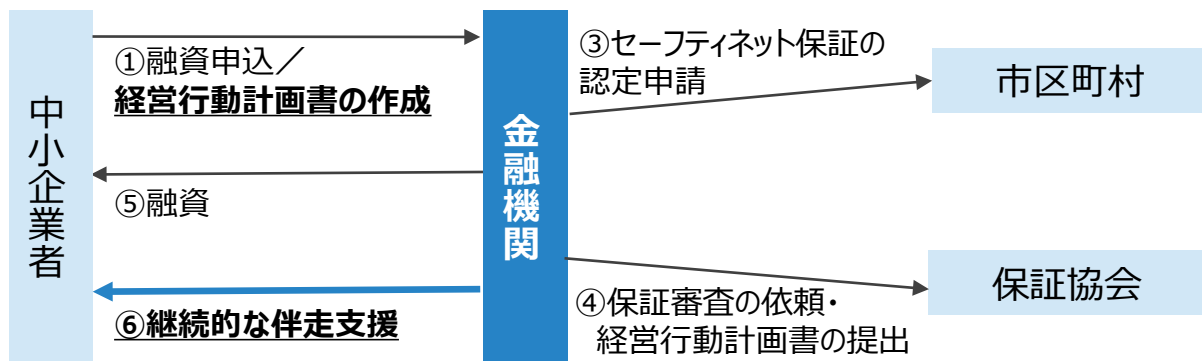 中小企業者
①融資申込／
経営行動計画書の作成
⑤融資
⑥継続的な伴走支援
金融機関
③セーフティネット保証の
認定申請
④保証審査の依頼・
経営行動計画書の提出
市区町村
保証協会